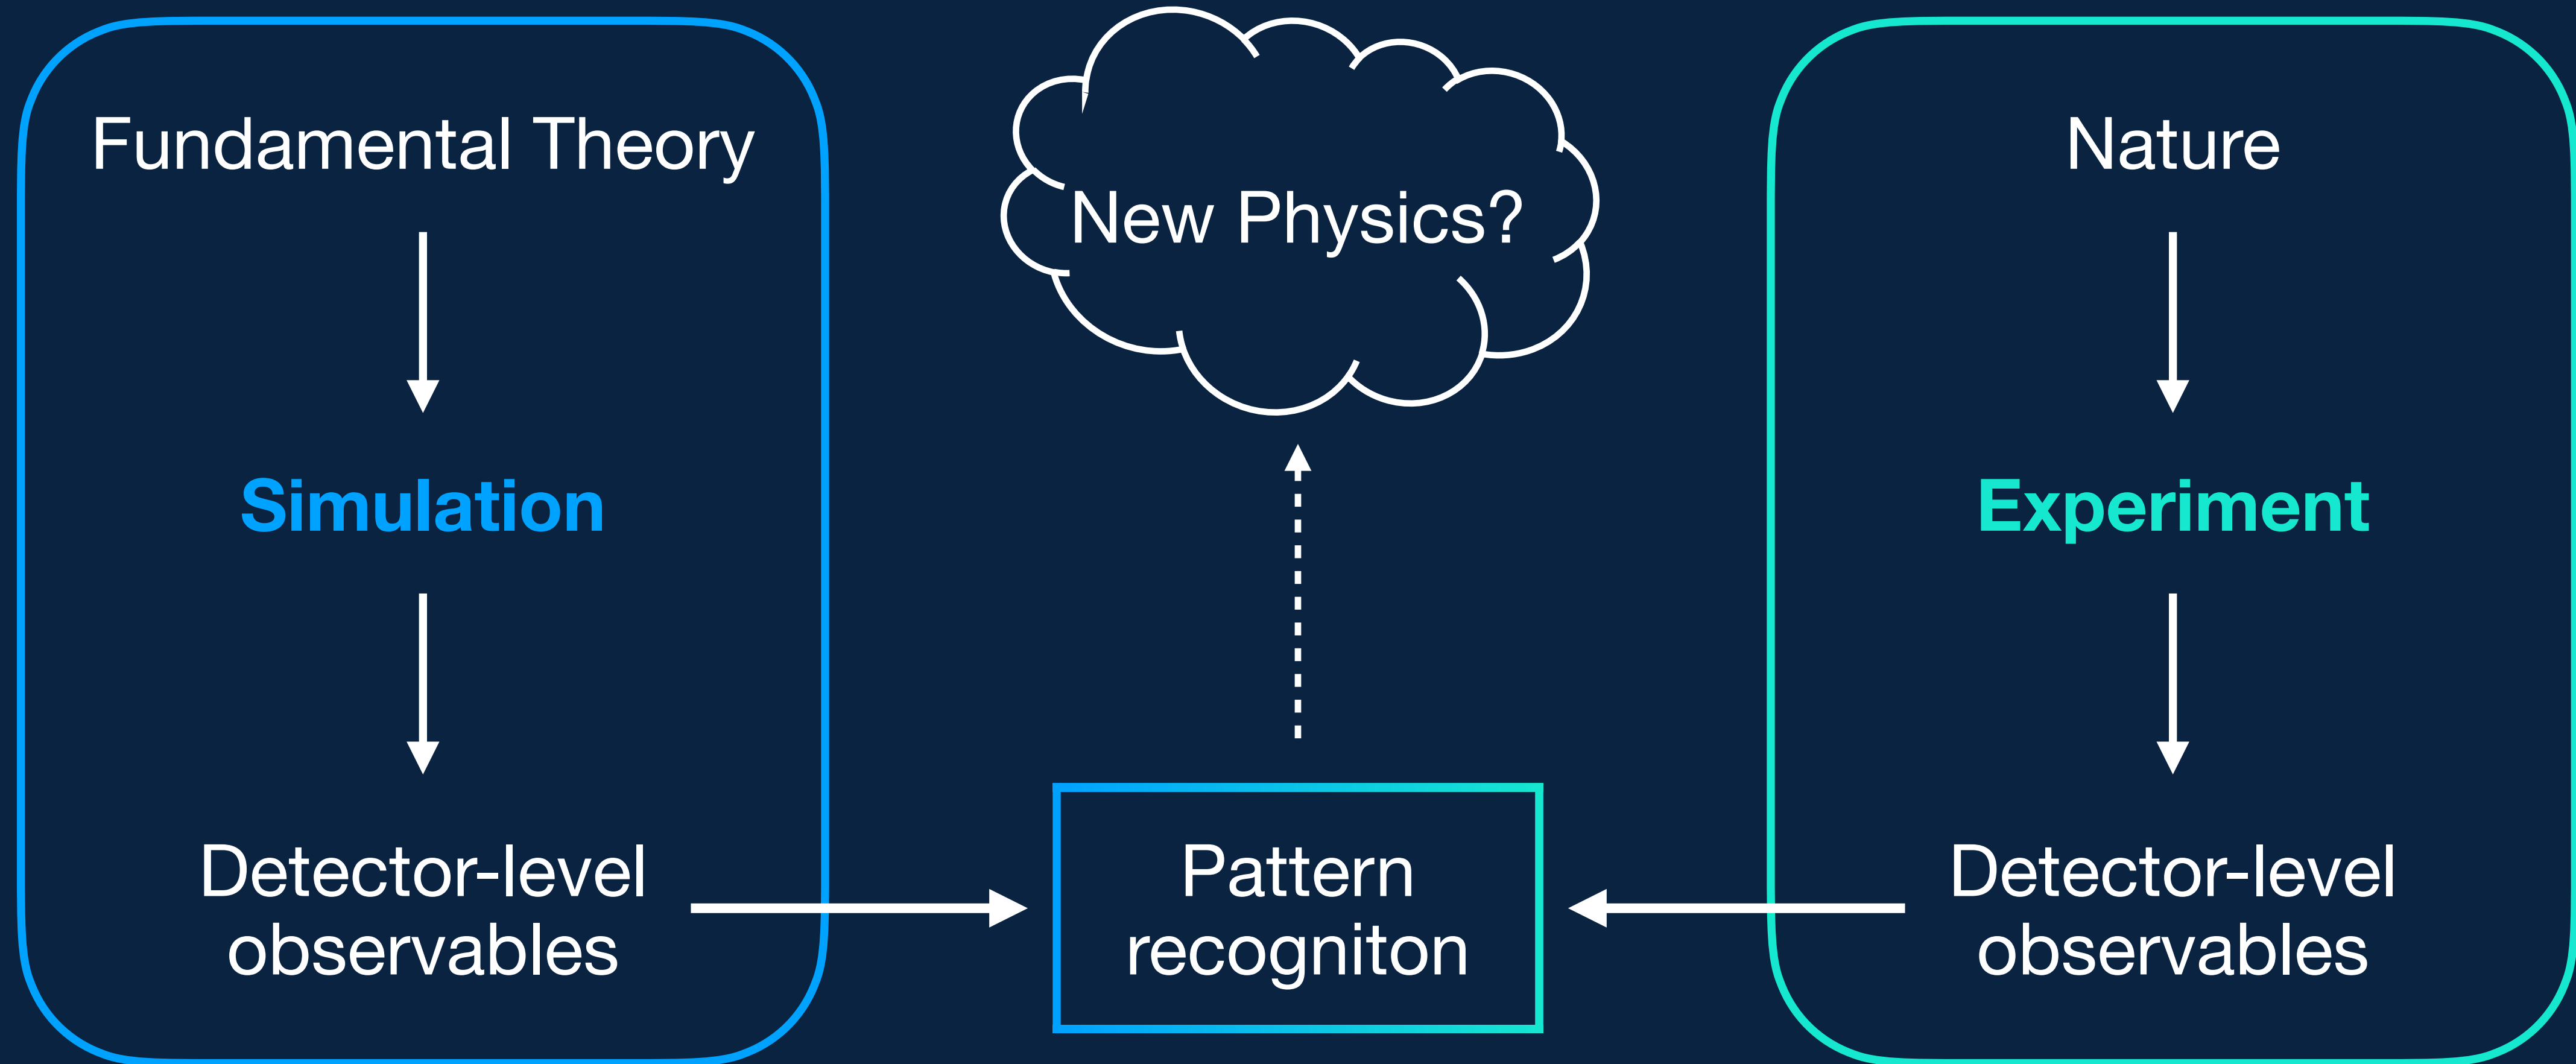 Fundamental Theory
Simulation
Detector-level
observables
New Physics?
Pattern
recogniton
Nature
Experiment
Detector-level
observables